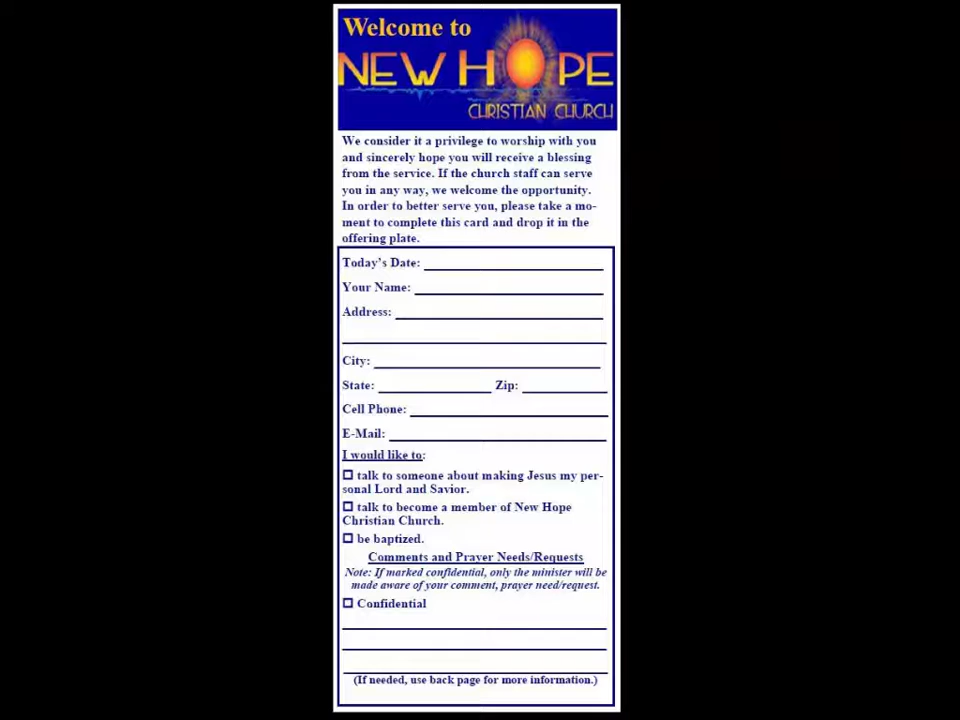 Welcome to
NEW HOPE
CHRISTIAN CHURCH
We consider it a privilege to worship with you
and sincerely hope you will receive a blessing
from the service. If the church staff can serve
you in any way, we welcome the opportunity.
In order to better serve you, please take a mo-
ment to complete this card and drop it in the
offering plate.
Today's Date:
Your Name:
Address:
City:
State: Zip:
Cell Phone:
E-Mail:
I would like to:
talk to someone about making Jesus my per-
sonal Lord and Savior.
talk to become a member of New Hope
Christian Church.
be baptized.
Comments and Prayer Needs/Requests
Note: If marked confidential, only the minister will be
made aware of your comment, prayer need/request.
Confidential
(If needed, use back page for more information.)